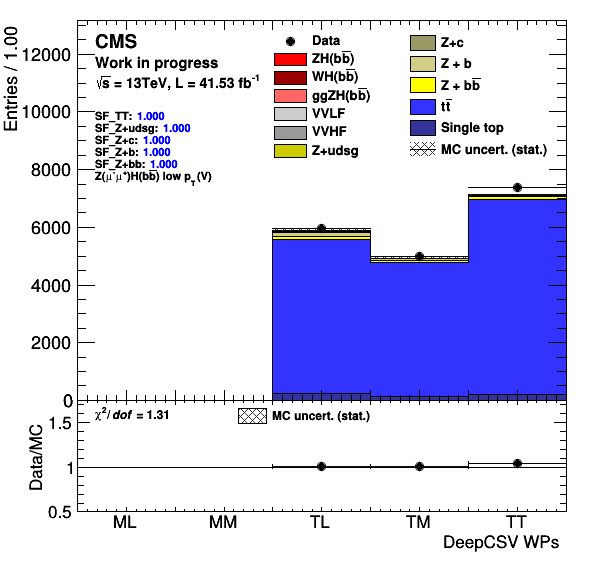 CMS
Work in progress
√s = 13TeV, L = 41.53 fb⁻¹
SF_TT: 1.000
SF_Z+udsg: 1.000
SF_Z+c: 1.000
SF_Z+b: 1.000
SF_Z+bb: 1.000
Z(μ⁻μ⁺)H(bb̅) low p_T(V)
Data
ZH(bb̅)
WH(bb̅)
ggZH(bb̅)
VVLF
VVHF
Z+udsg
Z+c
Z + b
Z + bb̅
tt̅
Single top
MC uncert. (stat.)
Entries / 1.00
12000
10000
8000
6000
4000
2000
0
χ²/dof = 1.31
MC uncert. (stat.)
Data/MC
1.5
1
0.5
ML MM TL TM TT
DeepCSV WPs